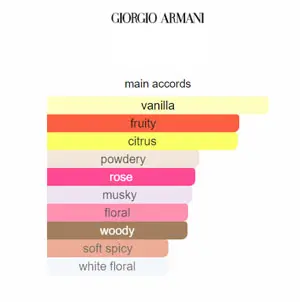 GIORGIO ARMANI
main accords
vanilla
fruity
citrus
powdery
rose
musky
floral
woody
soft spicy
white floral